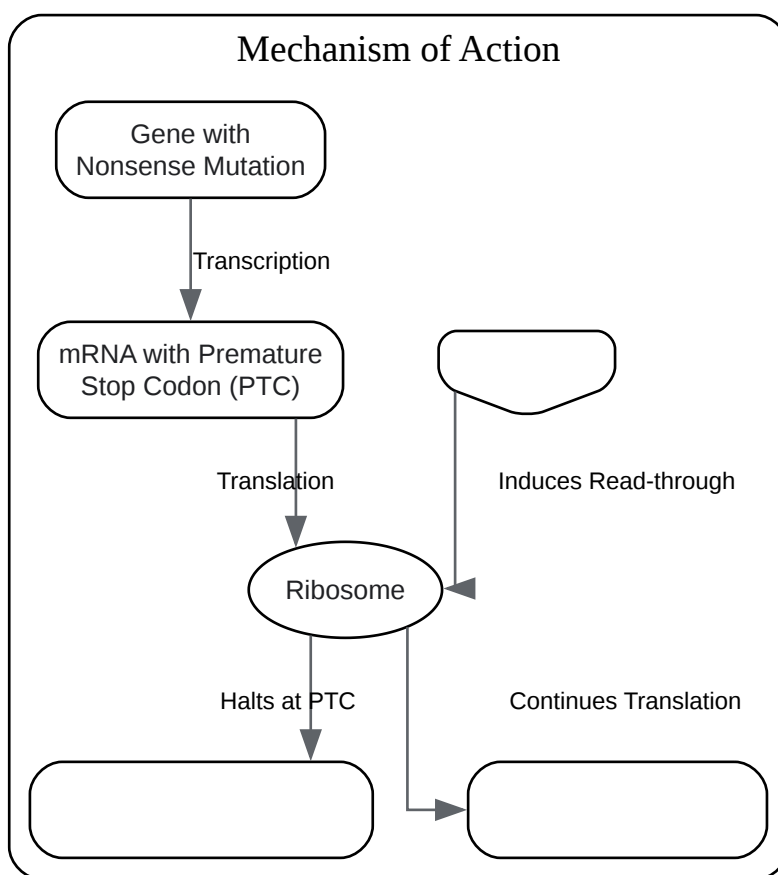 Mechanism of Action
Gene with
Nonsense Mutation
Transcription
mRNA with Premature
Stop Codon (PTC)
Translation
Induces Read-through
Ribosome
Halts at PTC
Continues Translation